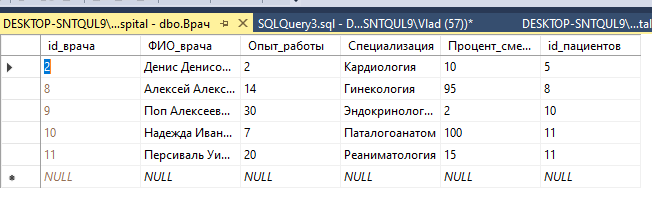 DESKTOP-SNTQUL9\...spital - dbo.Врач SQLQuery3.sql - D...SNTQUL9\Vlad (57))* DESKTOP-SNTQUL9\...tal
id_врача ФИО_врача Опыт_работы Специализация Процент_сме... id_пациентов
2 Денис Денисо... 2 Кардиология 10 5
8 Алексей Алекс... 14 Гинекология 95 8
9 Поп Алексеев... 30 Эндокринолог... 2 10
10 Надежда Иван... 7 Паталогоанатом 100 11
11 Персиваль Уи... 20 Реаниматология 15 11
NULL NULL NULL NULL NULL NULL